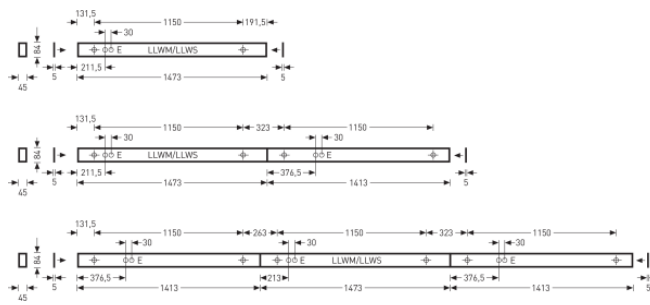 131,5 1150 191,5
30
84 E LLWM/LLWS
211,5
45 5 1473 5
131,5 1150 323 1150
30 30
84 E LLWM/LLWS E
211,5 376,5
45 5 1473 1413 5
131,5 1150 263 1150 323 1150
30 30 30
84 E E LLWM/LLWS E
376,5 213 376,5
45 5 1413 1473 1413 5